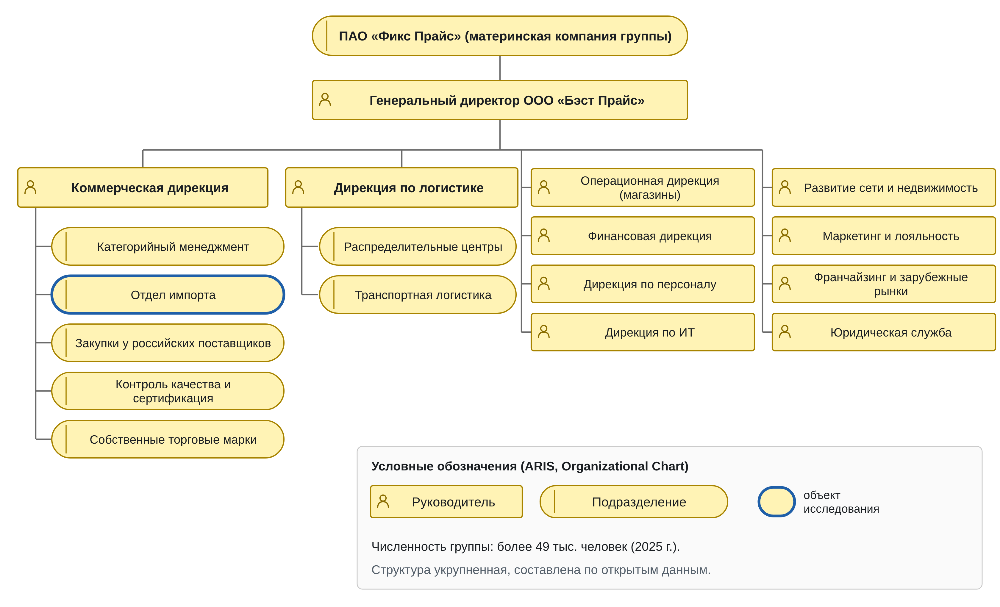 ПАО «Фикс Прайс» (материнская компания группы)
Генеральный директор ООО «Бэст Прайс»
Коммерческая дирекция
Категорийный менеджмент
Отдел импорта
Закупки у российских поставщиков
Контроль качества и
сертификация
Собственные торговые марки
Дирекция по логистике
Распределительные центры
Транспортная логистика
Операционная дирекция
(магазины)
Финансовая дирекция
Дирекция по персоналу
Дирекция по ИТ
Развитие сети и недвижимость
Маркетинг и лояльность
Франчайзинг и зарубежные
рынки
Юридическая служба
Условные обозначения (ARIS, Organizational Chart)
Руководитель
Подразделение
объект
исследования
Численность группы: более 49 тыс. человек (2025 г.).
Структура укрупненная, составлена по открытым данным.